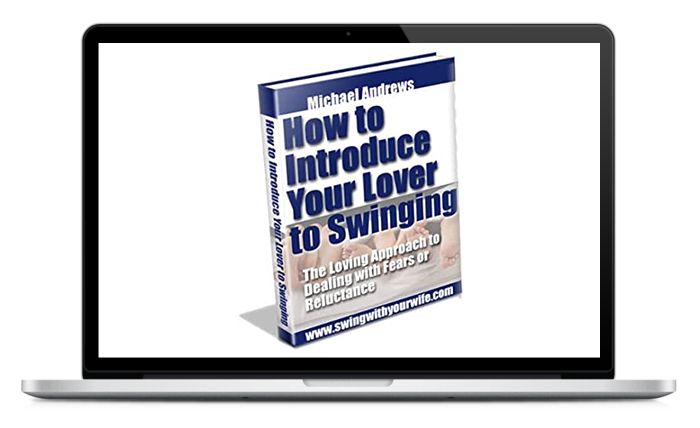 Michael Andrews
How to
Introduce
Your Lover
to Swinging
The Loving Approach to
Dealing with Fears or
Reluctance
www.swingwithyourwife.com
How to Introduce Your Lover to Swinging